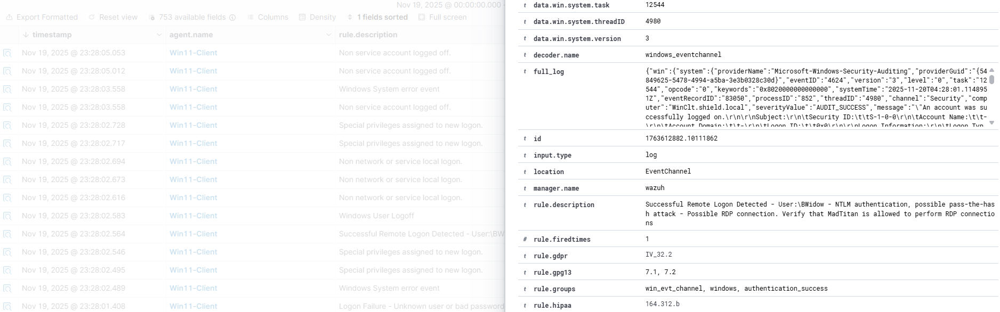 Nov 19, 2025 @ 00:00:00.000 -
Export Formatted Reset view 753 available fields Columns Density 1 fields sorted Full screen
timestamp agent.name rule.description
Nov 19, 2025 @ 23:28:05.053 Win11-Client Non service account logged off.
Nov 19, 2025 @ 23:28:05.012 Win11-Client Non service account logged off.
Nov 19, 2025 @ 23:28:03.558 Win11-Client Windows System error event
Nov 19, 2025 @ 23:28:03.558 Win11-Client Non service account logged off.
Nov 19, 2025 @ 23:28:02.728 Win11-Client Special privileges assigned to new logon.
Nov 19, 2025 @ 23:28:02.717 Win11-Client Special privileges assigned to new logon.
Nov 19, 2025 @ 23:28:02.694 Win11-Client Non network or service local logon.
Nov 19, 2025 @ 23:28:02.673 Win11-Client Non network or service local logon.
Nov 19, 2025 @ 23:28:02.616 Win11-Client Non network or service local logon.
Nov 19, 2025 @ 23:28:02.583 Win11-Client Windows User Logoff
Nov 19, 2025 @ 23:28:02.564 Win11-Client Successful Remote Logon Detected - User:\BW
Nov 19, 2025 @ 23:28:02.546 Win11-Client Special privileges assigned to new logon.
Nov 19, 2025 @ 23:28:02.495 Win11-Client Special privileges assigned to new logon.
Nov 19, 2025 @ 23:28:02.489 Win11-Client Windows System error event
Nov 19, 2025 @ 23:28:01.408 Win11-Client Logon Failure - Unknown user or bad password
t data.win.system.task 12544
t data.win.system.threadID 4980
t data.win.system.version 3
t decoder.name windows_eventchannel
t full_log {"win":{"system":{"providerName":"Microsoft-Windows-Security-Auditing","providerGuid":"{54
849625-5478-4994-a5ba-3e3b0328c30d}","eventID":"4624","version":"3","level":"0","task":"12
544","opcode":"0","keywords":"0x8020000000000000","systemTime":"2025-11-20T04:28:01.114895
1Z","eventRecordID":"83050","processID":"852","threadID":"4980","channel":"Security","comp
uter":"WinClt.shield.local","severityValue":"AUDIT_SUCCESS","message":"\"An account was su
ccessfully logged on.\r\n\r\nSubject:\r\n\tSecurity ID:\t\tS-1-0-0\r\n\tAccount Name:\t\t-
\r\n\tAccount Domain:\t\t-\r\n\tLogon ID:\t\t0x0\r\n\r\nLogon Information:\r\n\tLogon Typ
t id 1763612882.10111862
t input.type log
t location EventChannel
t manager.name wazuh
t rule.description Successful Remote Logon Detected - User:\BWidow - NTLM authentication, possible pass-the-has
h attack - Possible RDP connection. Verify that MadTitan is allowed to perform RDP connectio
ns
# rule.firedtimes 1
t rule.gdpr IV_32.2
t rule.gpg13 7.1, 7.2
t rule.groups win_evt_channel, windows, authentication_success
t rule.hipaa 164.312.b